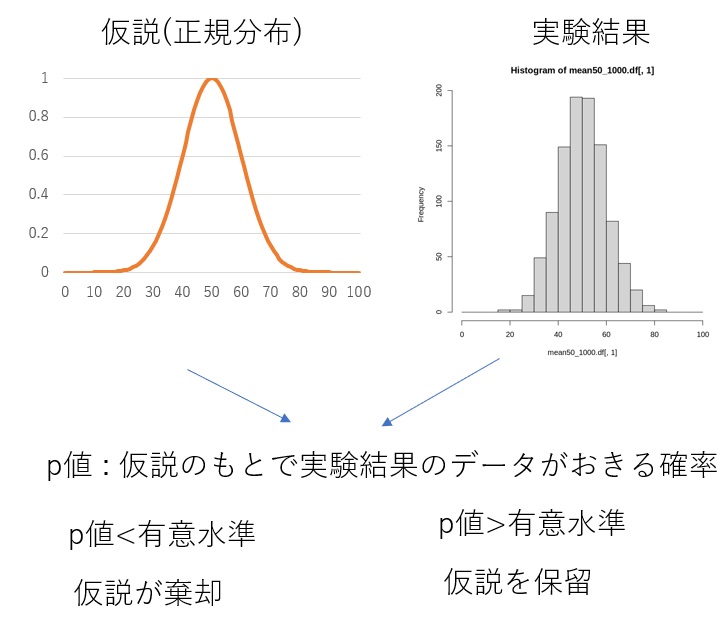 仮説(正規分布)
実験結果
1
0.8
0.6
0.4
0.2
0
0 10 20 30 40 50 60 70 80 90 100
Histogram of mean50_1000.df[, 1]
Frequency
200
150
100
50
0
0 20 40 60 80 100
mean50_1000.df[, 1]
p値 : 仮説のもとで実験結果のデータがおきる確率
p値<有意水準
p値>有意水準
仮説が棄却
仮説を保留